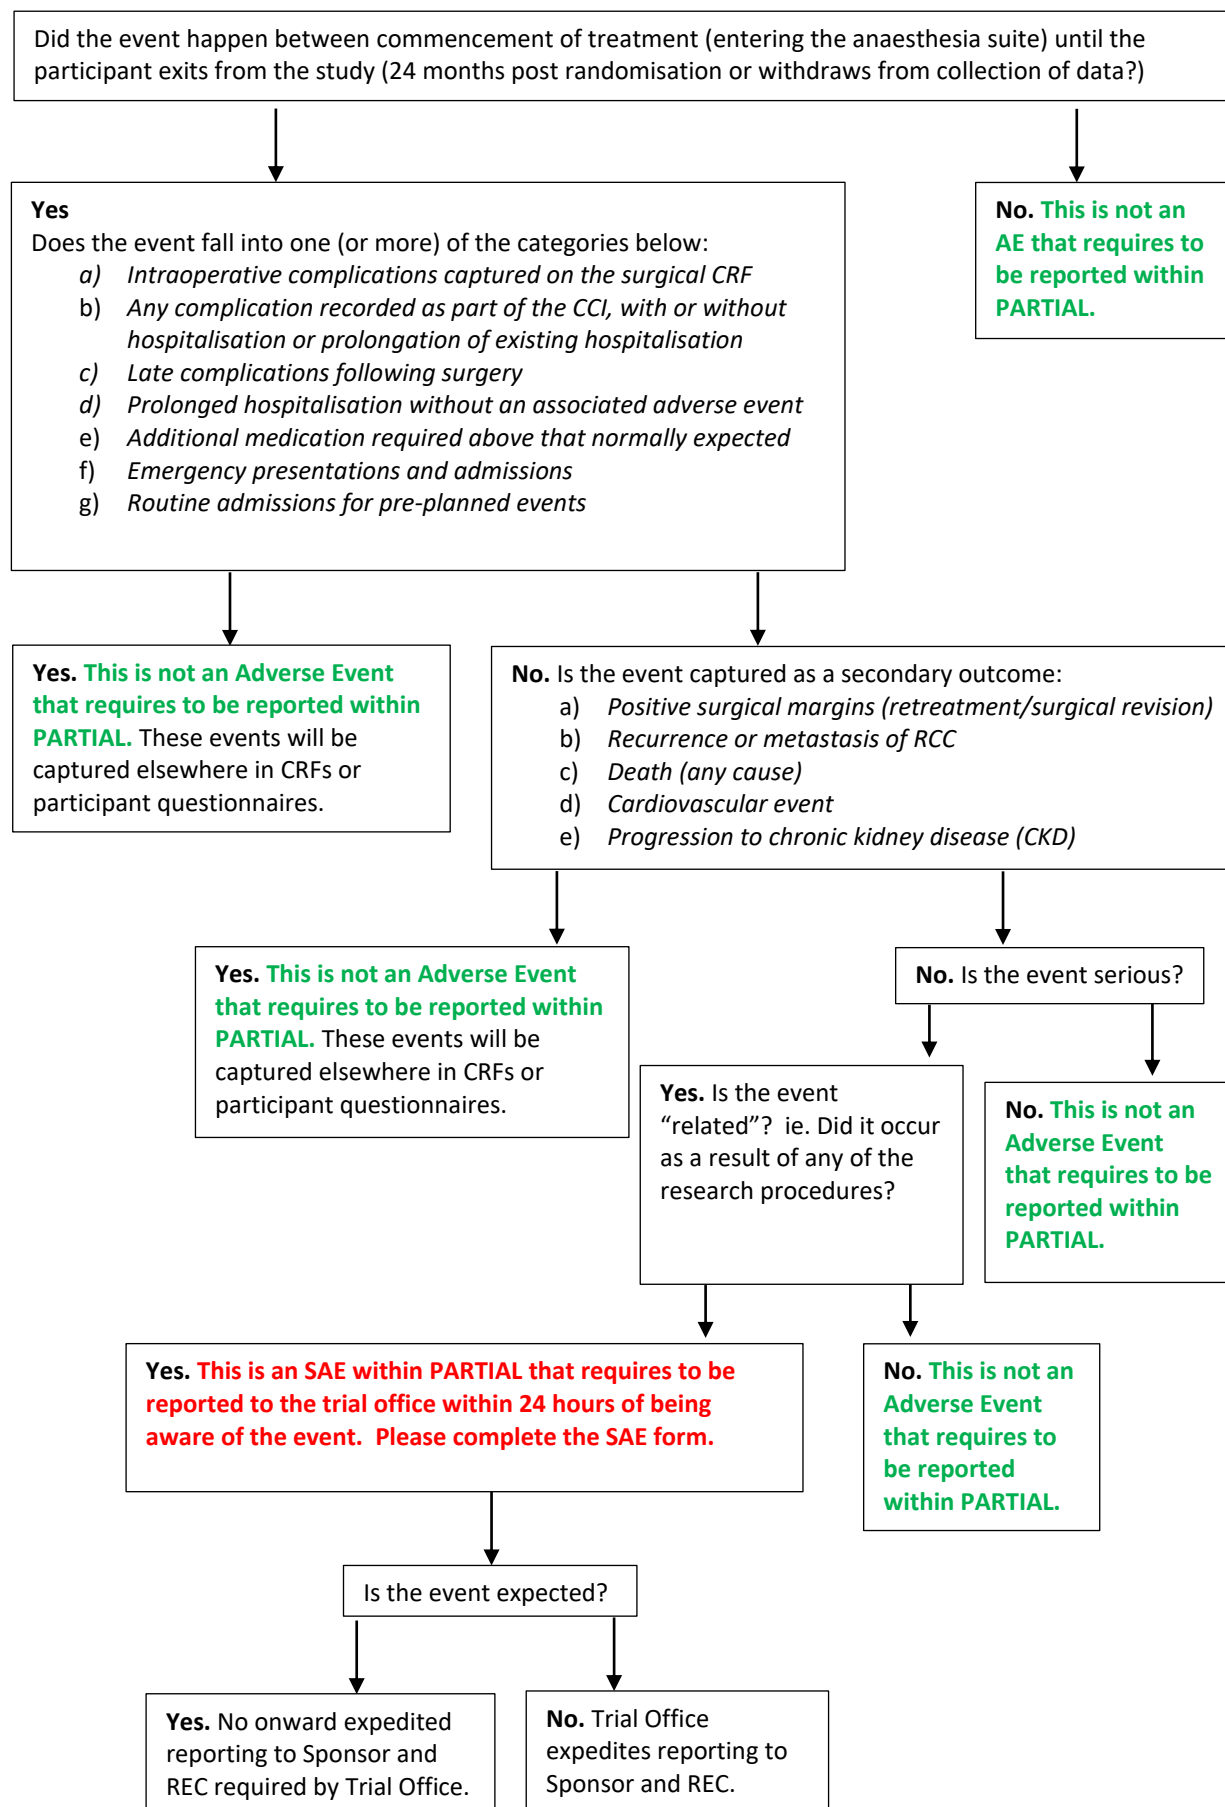 Did the event happen between commencement of treatment (entering the anaesthesia suite) until the
participant exits from the study (24 months post randomisation or withdraws from collection of data?)
Yes
Does the event fall into one (or more) of the categories below:
a) Intraoperative complications captured on the surgical CRF
b) Any complication recorded as part of the CCI, with or without
hospitalisation or prolongation of existing hospitalisation
c) Late complications following surgery
d) Prolonged hospitalisation without an associated adverse event
e) Additional medication required above that normally expected
f) Emergency presentations and admissions
g) Routine admissions for pre-planned events
No. This is not an
AE that requires to
be reported within
PARTIAL.
Yes. This is not an Adverse Event
that requires to be reported within
PARTIAL. These events will be
captured elsewhere in CRFs or
participant questionnaires.
No. Is the event captured as a secondary outcome:
a) Positive surgical margins (retreatment/surgical revision)
b) Recurrence or metastasis of RCC
c) Death (any cause)
d) Cardiovascular event
e) Progression to chronic kidney disease (CKD)
Yes. This is not an Adverse Event
that requires to be reported within
PARTIAL. These events will be
captured elsewhere in CRFs or
participant questionnaires.
No. Is the event serious?
Yes. Is the event
“related”? ie. Did it occur
as a result of any of the
research procedures?
No. This is not an
Adverse Event
that requires to be
reported within
PARTIAL.
Yes. This is an SAE within PARTIAL that requires to be
reported to the trial office within 24 hours of being
aware of the event. Please complete the SAE form.
No. This is not an
Adverse Event
that requires to
be reported
within PARTIAL.
Is the event expected?
Yes. No onward expedited
reporting to Sponsor and
REC required by Trial Office.
No. Trial Office
expedites reporting to
Sponsor and REC.